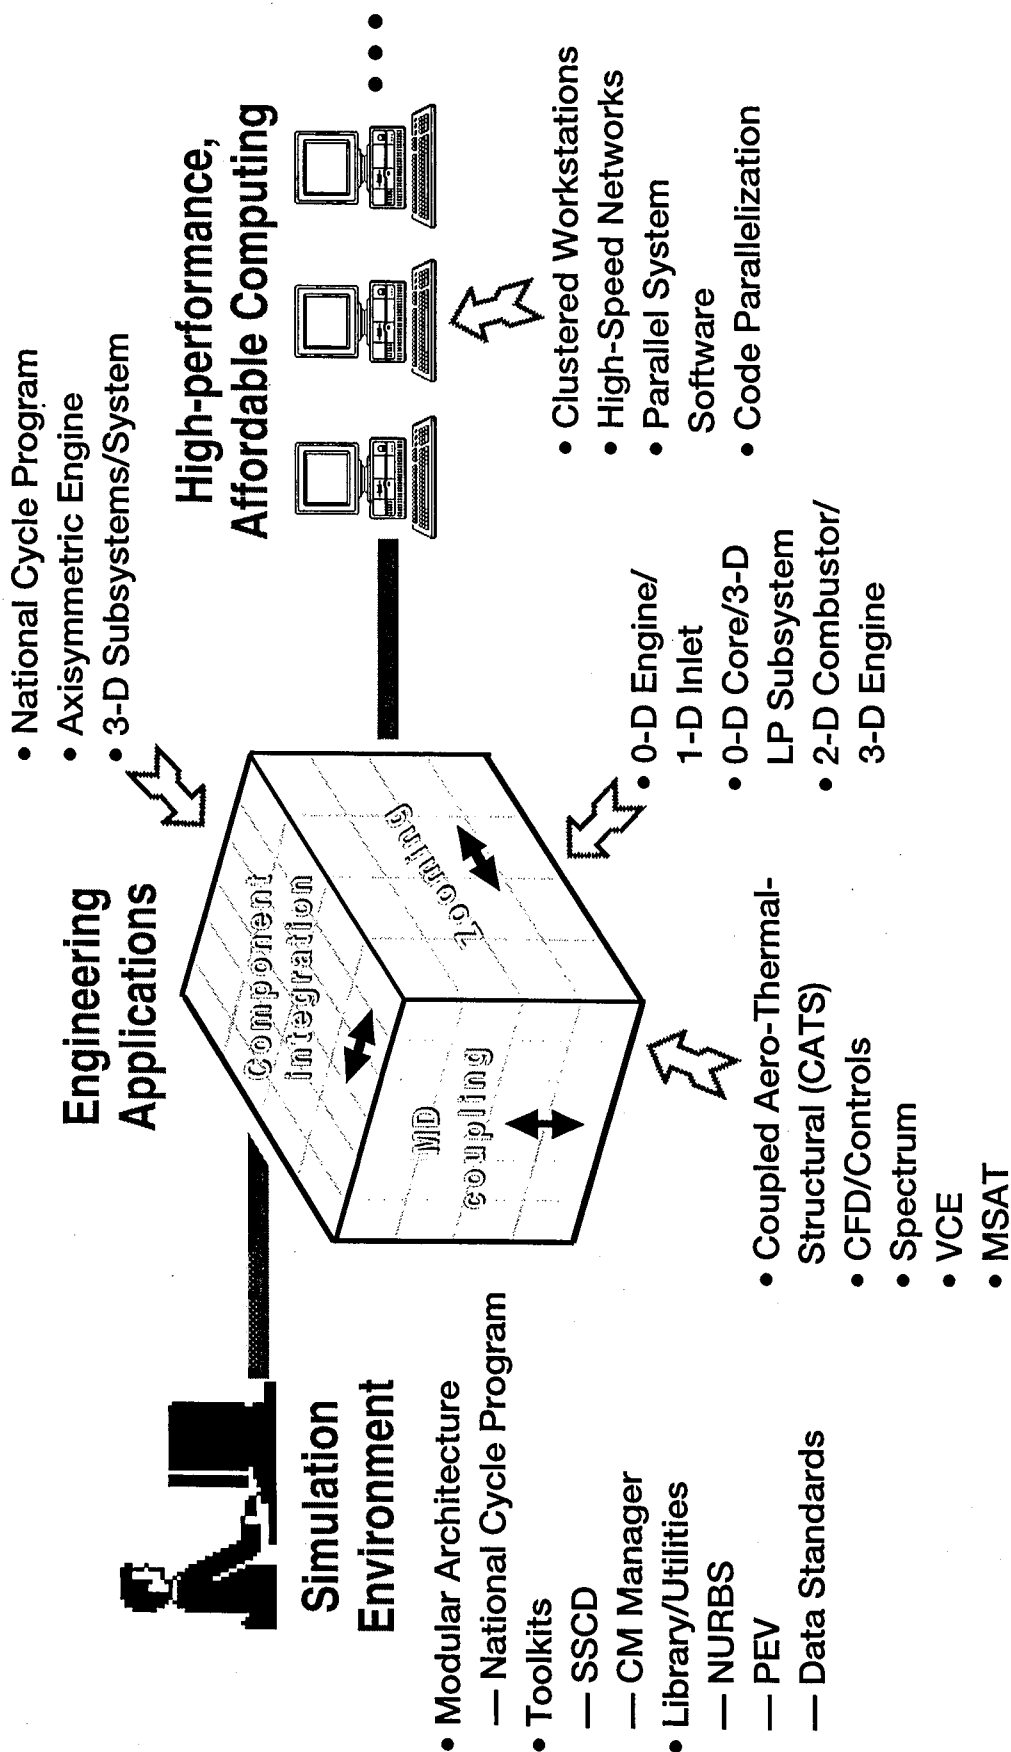 Simulation
Environment
• Modular Architecture
— National Cycle Program
• Toolkits
— SSCD
— CM Manager
• Library/Utilities
— NURBS
— PEV
— Data Standards
Engineering
Applications
Component
integration
MD
coupling
Zooming
• National Cycle Program
• Axisymmetric Engine
• 3-D Subsystems/System
• Coupled Aero-Thermal-
Structural (CATS)
• CFD/Controls
• Spectrum
• VCE
• MSAT
• 0-D Engine/
1-D Inlet
• 0-D Core/3-D
LP Subsystem
• 2-D Combustor/
3-D Engine
High-performance,
Affordable Computing
• • •
• Clustered Workstations
• High-Speed Networks
• Parallel System
Software
• Code Parallelization